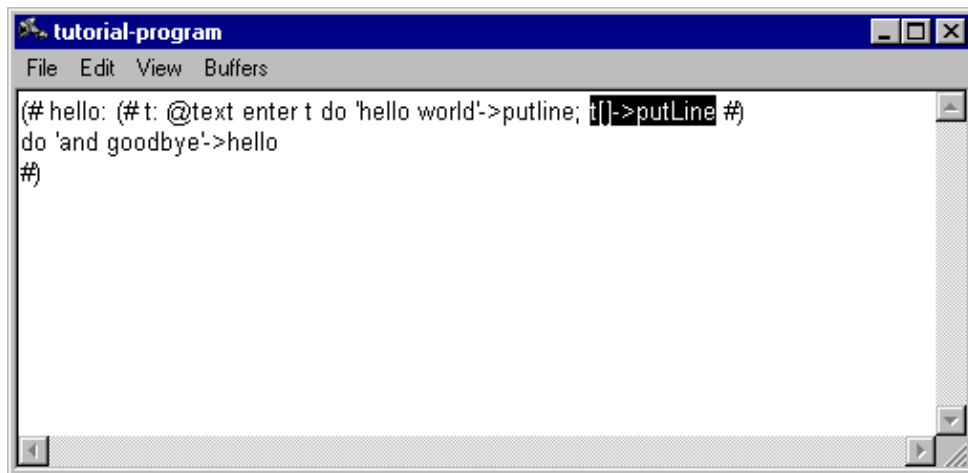 tutorial-program
File Edit View Buffers
(# hello: (# t: @text enter t do 'hello world'->putline; t[]->putLine #)
do 'and goodbye'->hello
#)